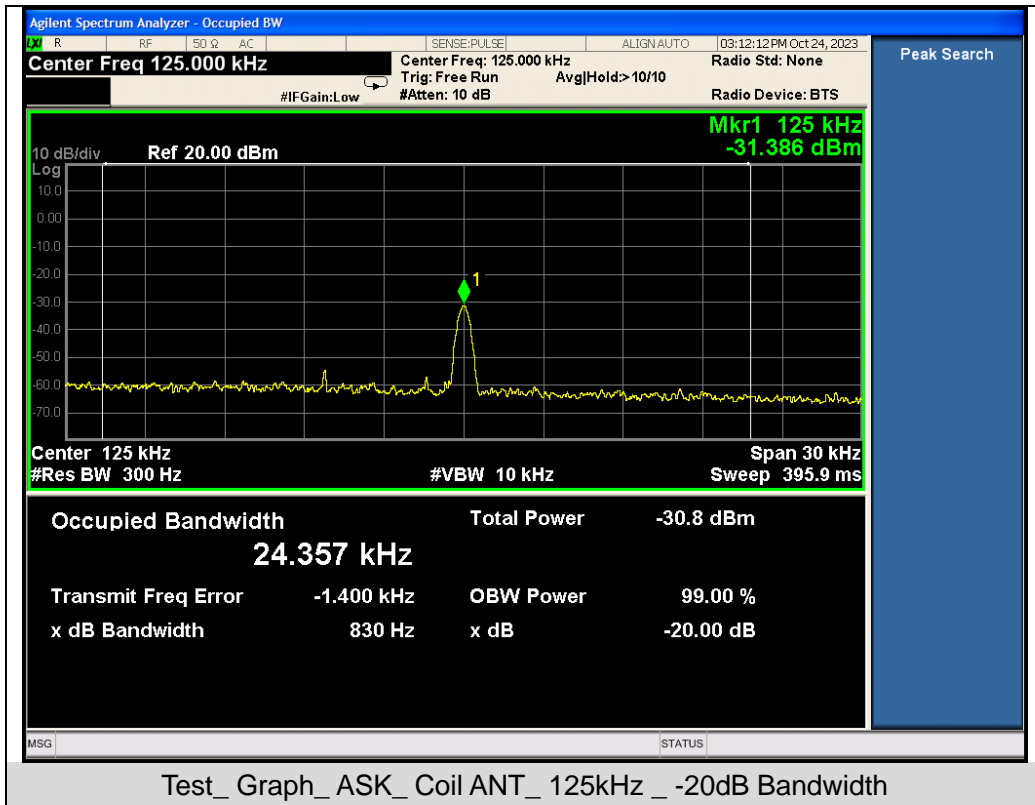 Agilent Spectrum Analyzer - Occupied BW
LXI R RF 50 Ω AC SENSE:PULSE ALIGN AUTO 03:12:12 PM Oct 24, 2023
Center Freq 125.000 kHz
Center Freq: 125.000 kHz
Radio Std: None
Trig: Free Run Avg|Hold:>10/10
#IFGain:Low
#Atten: 10 dB
Radio Device: BTS
Peak Search
Mkr1 125 kHz
-31.386 dBm
10 dB/div Ref 20.00 dBm
Log
10.0
0.00
-10.0
-20.0
1
-30.0
-40.0
-50.0
-60.0
-70.0
Center 125 kHz Span 30 kHz
#Res BW 300 Hz #VBW 10 kHz Sweep 395.9 ms
Occupied Bandwidth Total Power -30.8 dBm
24.357 kHz
Transmit Freq Error -1.400 kHz OBW Power 99.00 %
x dB Bandwidth 830 Hz x dB -20.00 dB
MSG STATUS
Test_ Graph_ ASK_ Coil ANT_ 125kHz _ -20dB Bandwidth